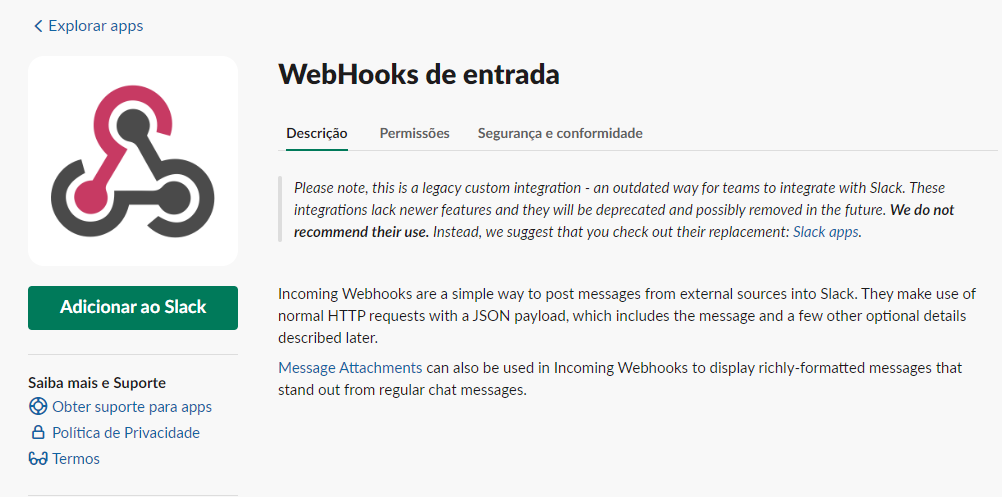 Explorar apps
WebHooks de entrada
Descrição Permissões Segurança e conformidade
Please note, this is a legacy custom integration - an outdated way for teams to integrate with Slack. These
integrations lack newer features and they will be deprecated and possibly removed in the future. We do not
recommend their use. Instead, we suggest that you check out their replacement: Slack apps.
Adicionar ao Slack
Incoming Webhooks are a simple way to post messages from external sources into Slack. They make use of
normal HTTP requests with a JSON payload, which includes the message and a few other optional details
described later.
Message Attachments can also be used in Incoming Webhooks to display richly-formatted messages that
stand out from regular chat messages.
Saiba mais e Suporte
Obter suporte para apps
Política de Privacidade
Termos